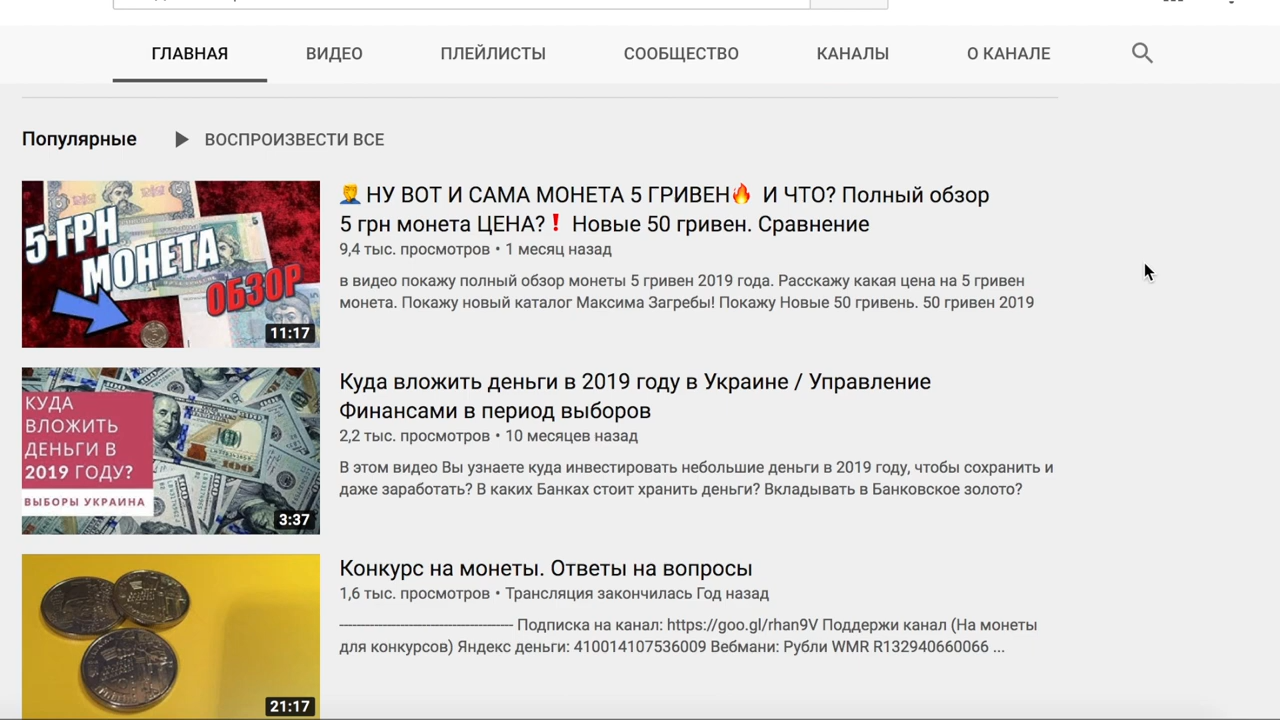 ГЛАВНАЯ ВИДЕО ПЛЕЙЛИСТЫ СООБЩЕСТВО КАНАЛЫ О КАНАЛЕ
Популярные ВОСПРОИЗВЕСТИ ВСЕ
5 ГРН
МОНЕТА
ОБЗОР
11:17
🤦‍♂️ НУ ВОТ И САМА МОНЕТА 5 ГРИВЕН🔥 И ЧТО? Полный обзор
5 грн монета ЦЕНА?❗ Новые 50 гривен. Сравнение
9,4 тыс. просмотров • 1 месяц назад
в видео покажу полный обзор монеты 5 гривен 2019 года. Расскажу какая цена на 5 гривен
монета. Покажу новый каталог Максима Загребы! Покажу Новые 50 гривень. 50 гривен 2019
КУДА
ВЛОЖИТЬ
ДЕНЬГИ В
2019 ГОДУ?
ВЫБОРЫ УКРАИНА
100
3:37
Куда вложить деньги в 2019 году в Украине / Управление
Финансами в период выборов
2,2 тыс. просмотров • 10 месяцев назад
В этом видео Вы узнаете куда инвестировать небольшие деньги в 2019 году, чтобы сохранить и
даже заработать? В каких Банках стоит хранить деньги? Вкладывать в Банковское золото?
21:17
Конкурс на монеты. Ответы на вопросы
1,6 тыс. просмотров • Трансляция закончилась Год назад
---------------------------------------- Подписка на канал: https://goo.gl/rhan9V Поддержи канал (На монеты
для конкурсов) Яндекс деньги: 410014107536009 Вебмани: Рубли WMR R132940660066 ...